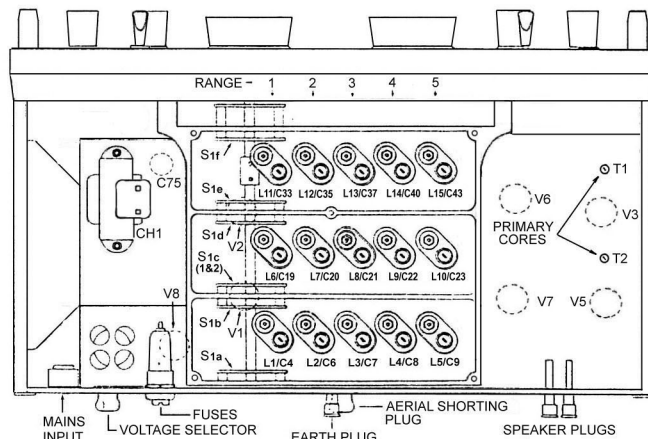 RANGE – 1 2 3 4 5
S1f
L11/C33 L12/C35 L13/C37 L14/C40 L15/C43
T1
C75
S1e
V6
V3
CH1
PRIMARY
CORES
S1d
V2
S1c
(1&2)
L6/C19 L7/C20 L8/C21 L9/C22 L10/C23
T2
V8
V7
V5
S1b
V1
S1a
L1/C4 L2/C6 L3/C7 L4/C8 L5/C9
MAINS
INPUT
VOLTAGE SELECTOR
FUSES
EARTH PLUG
AERIAL SHORTING
PLUG
SPEAKER PLUGS